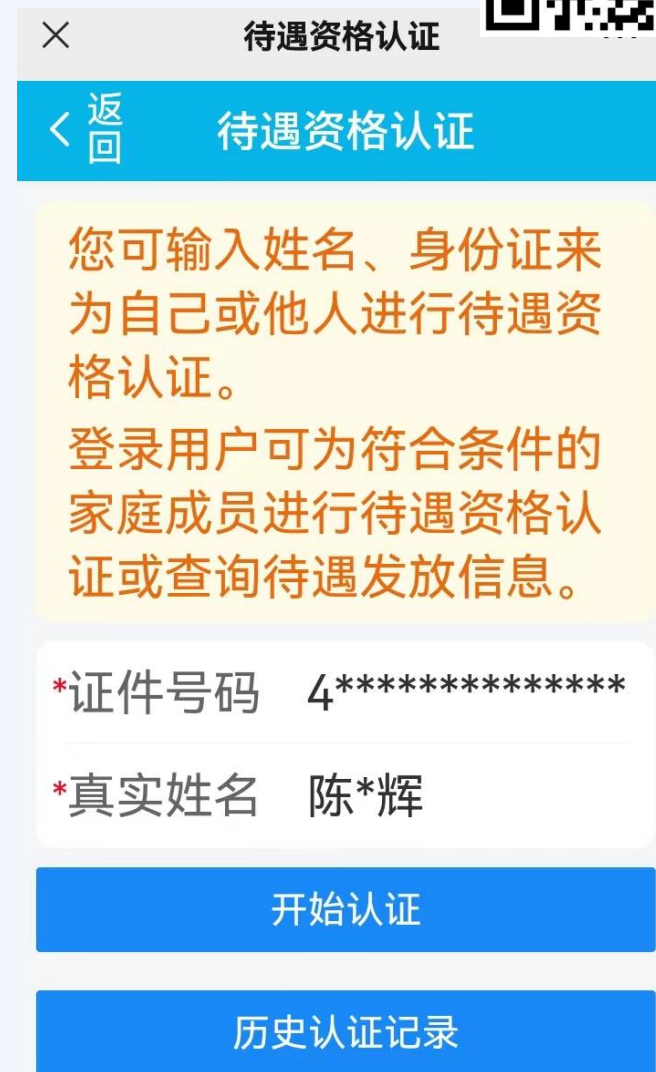 待遇资格认证
返回
待遇资格认证
您可输入姓名、身份证来
为自己或他人进行待遇资
格认证。
登录用户可为符合条件的
家庭成员进行待遇资格认
证或查询待遇发放信息。
*证件号码 4**************
*真实姓名 陈*辉
开始认证
历史认证记录